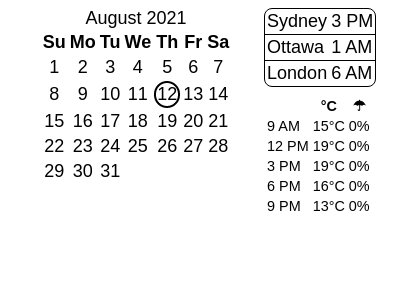 August 2021
Su Mo Tu We Th Fr Sa
1 2 3 4 5 6 7
8 9 10 11 12 13 14
15 16 17 18 19 20 21
22 23 24 25 26 27 28
29 30 31
Sydney 3 PM
Ottawa 1 AM
London 6 AM
°C ☂
9 AM 15°C 0%
12 PM 19°C 0%
3 PM 19°C 0%
6 PM 16°C 0%
9 PM 13°C 0%